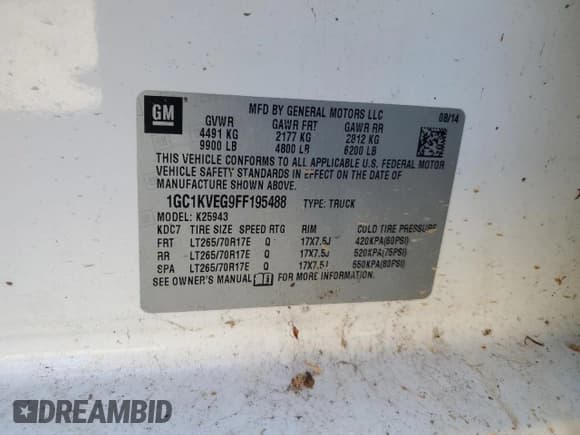 GM
MFD BY GENERAL MOTORS LLC 08/14
GVWR GAWR FRT GAWR RR
4491 KG 2177 KG 2812 KG
9900 LB 4800 LB 6200 LB
THIS VEHICLE CONFORMS TO ALL APPLICABLE U.S. FEDERAL MOTOR
VEHICLE SAFETY STANDARDS IN EFFECT ON THE DATE OF
MANUFACTURE SHOWN ABOVE.
1GC1KVEG9FF195488 TYPE: TRUCK
MODEL: K25943
KDC7 TIRE SIZE SPEED RTG RIM COLD TIRE PRESSURE
FRT LT265/70R17E Q 17X7.5J 420KPA(60PSI)
RR LT265/70R17E Q 17X7.5J 520KPA(75PSI)
SPA LT265/70R17E Q 17X7.5J 550KPA(80PSI)
SEE OWNER'S MANUAL FOR MORE INFORMATION.
DREAMBID